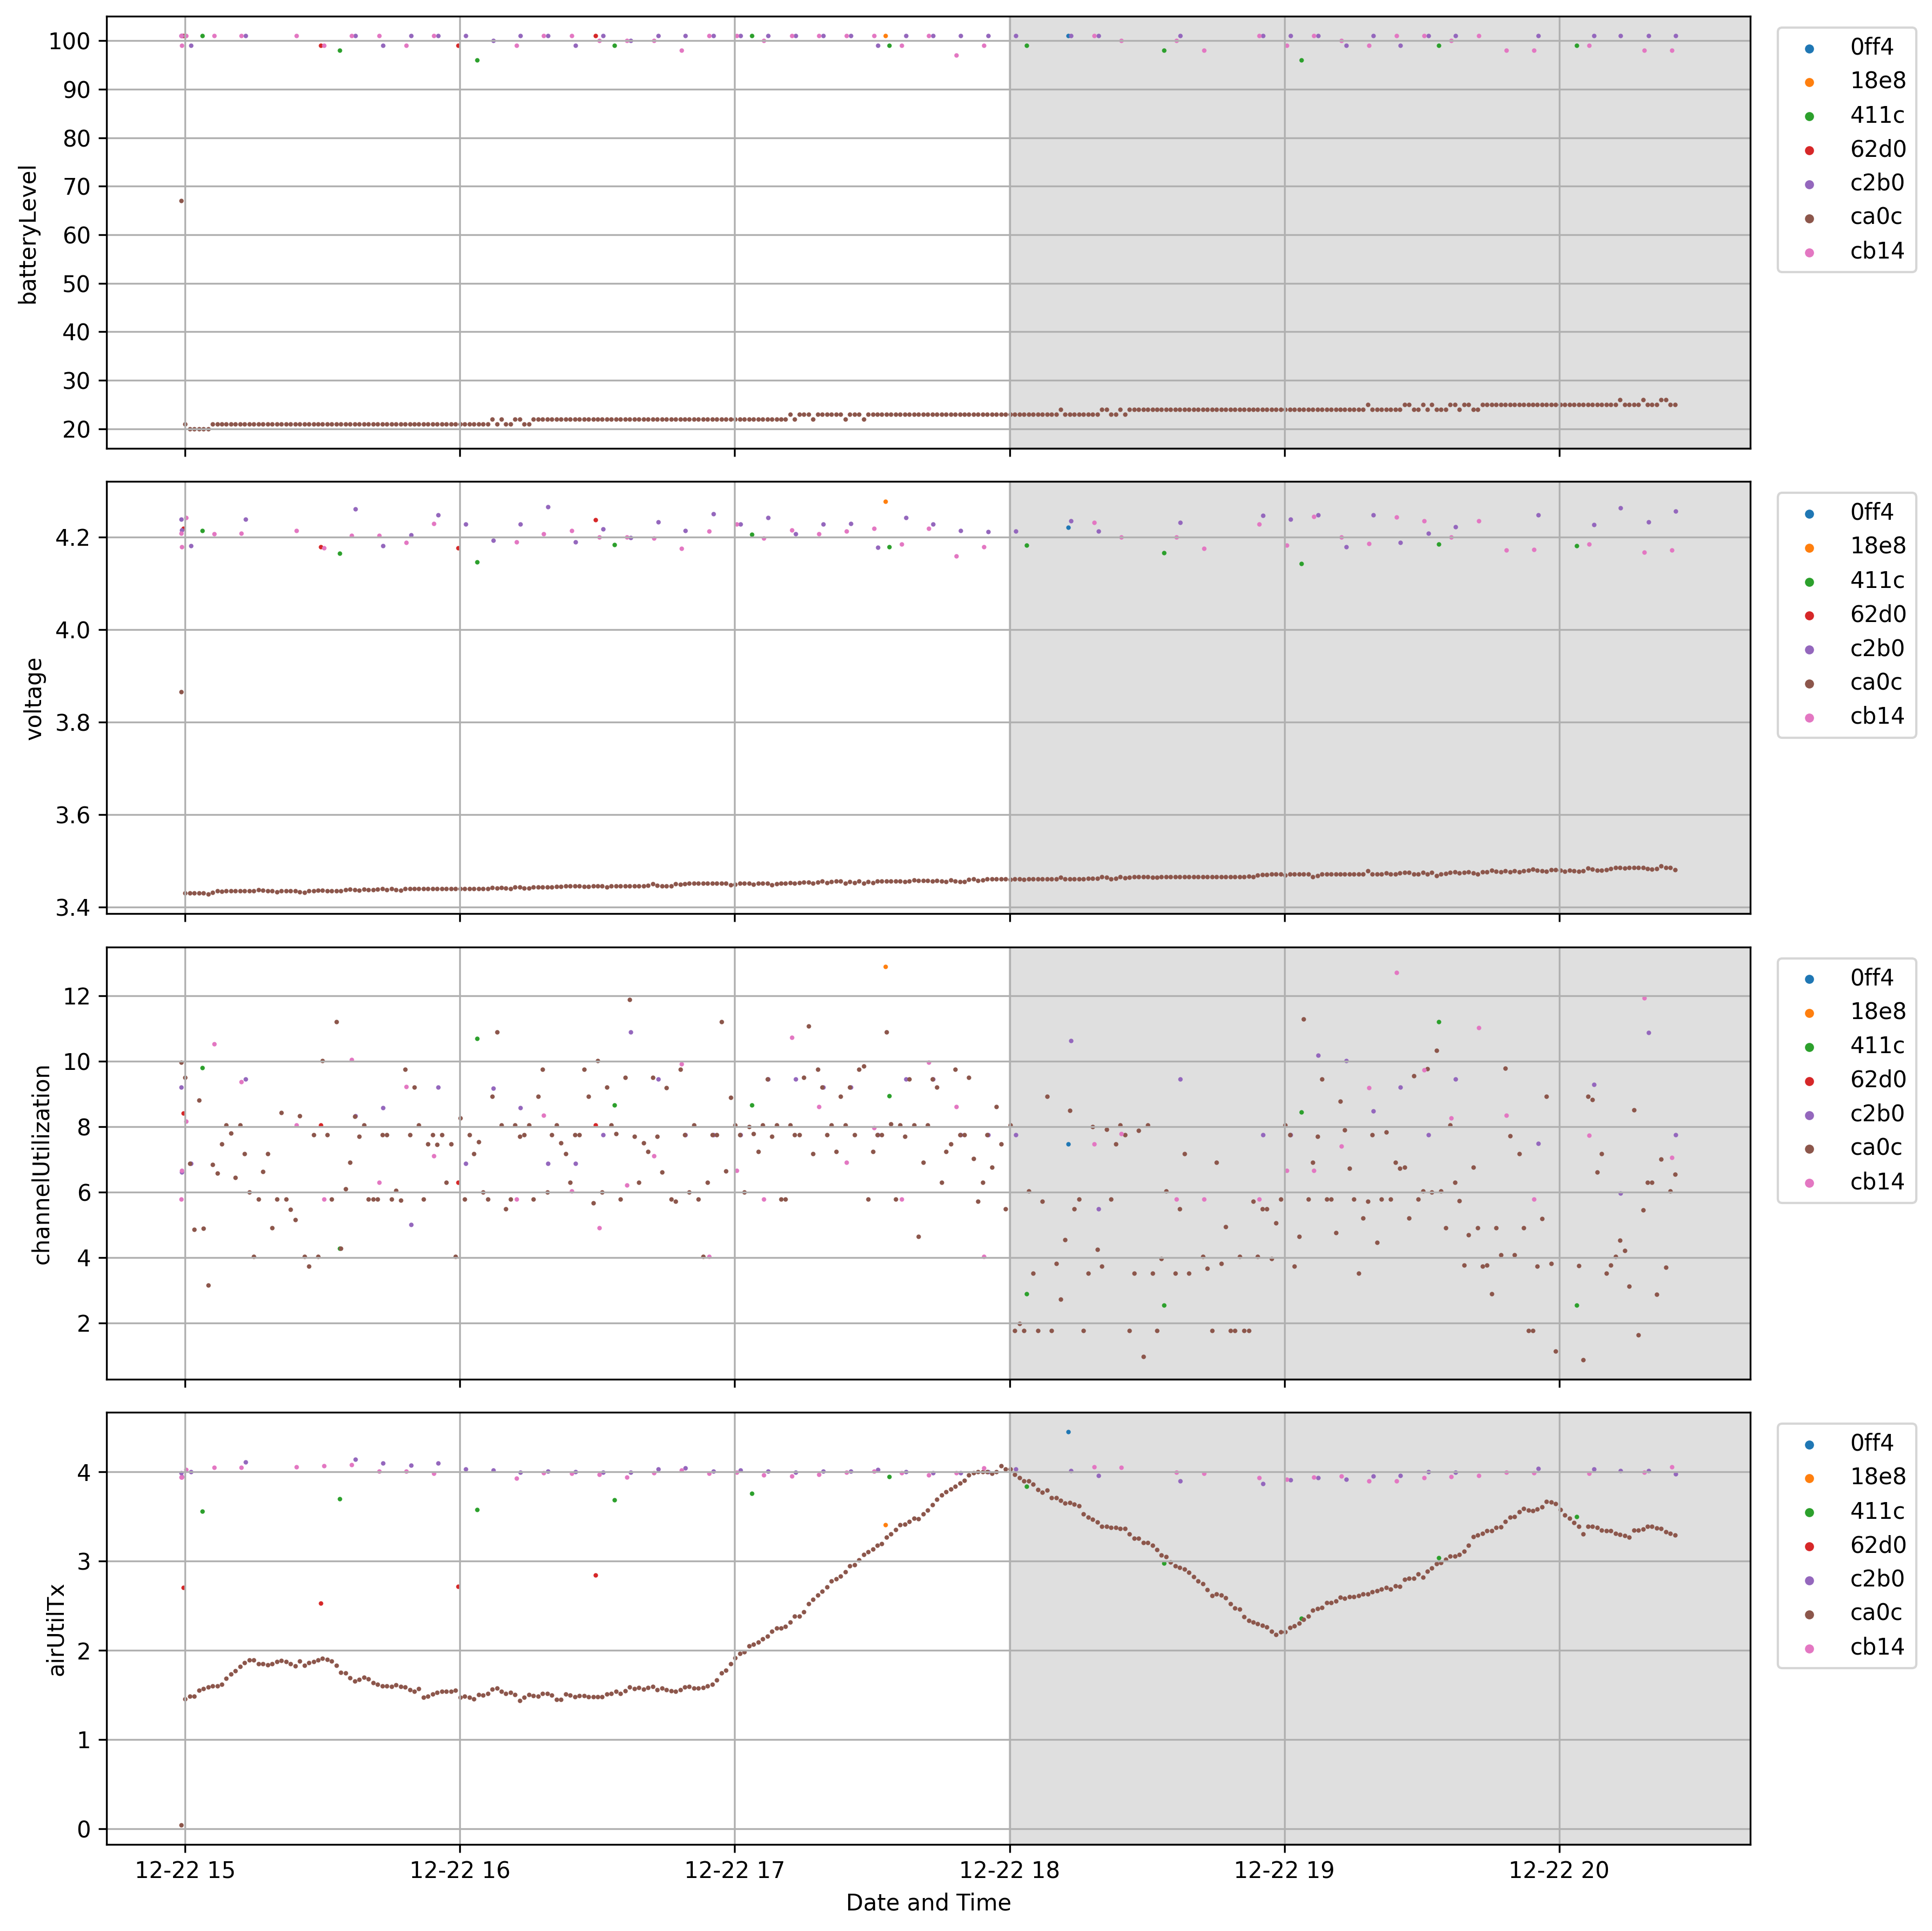 100
90
80
70
60
50
40
30
20
batteryLevel
0ff4
18e8
411c
62d0
c2b0
ca0c
cb14
4.2
4.0
3.8
3.6
3.4
voltage
0ff4
18e8
411c
62d0
c2b0
ca0c
cb14
12
10
8
6
4
2
channelUtilization
0ff4
18e8
411c
62d0
c2b0
ca0c
cb14
4
3
2
1
0
airUtilTx
0ff4
18e8
411c
62d0
c2b0
ca0c
cb14
12-22 15 12-22 16 12-22 17 12-22 18 12-22 19 12-22 20
Date and Time